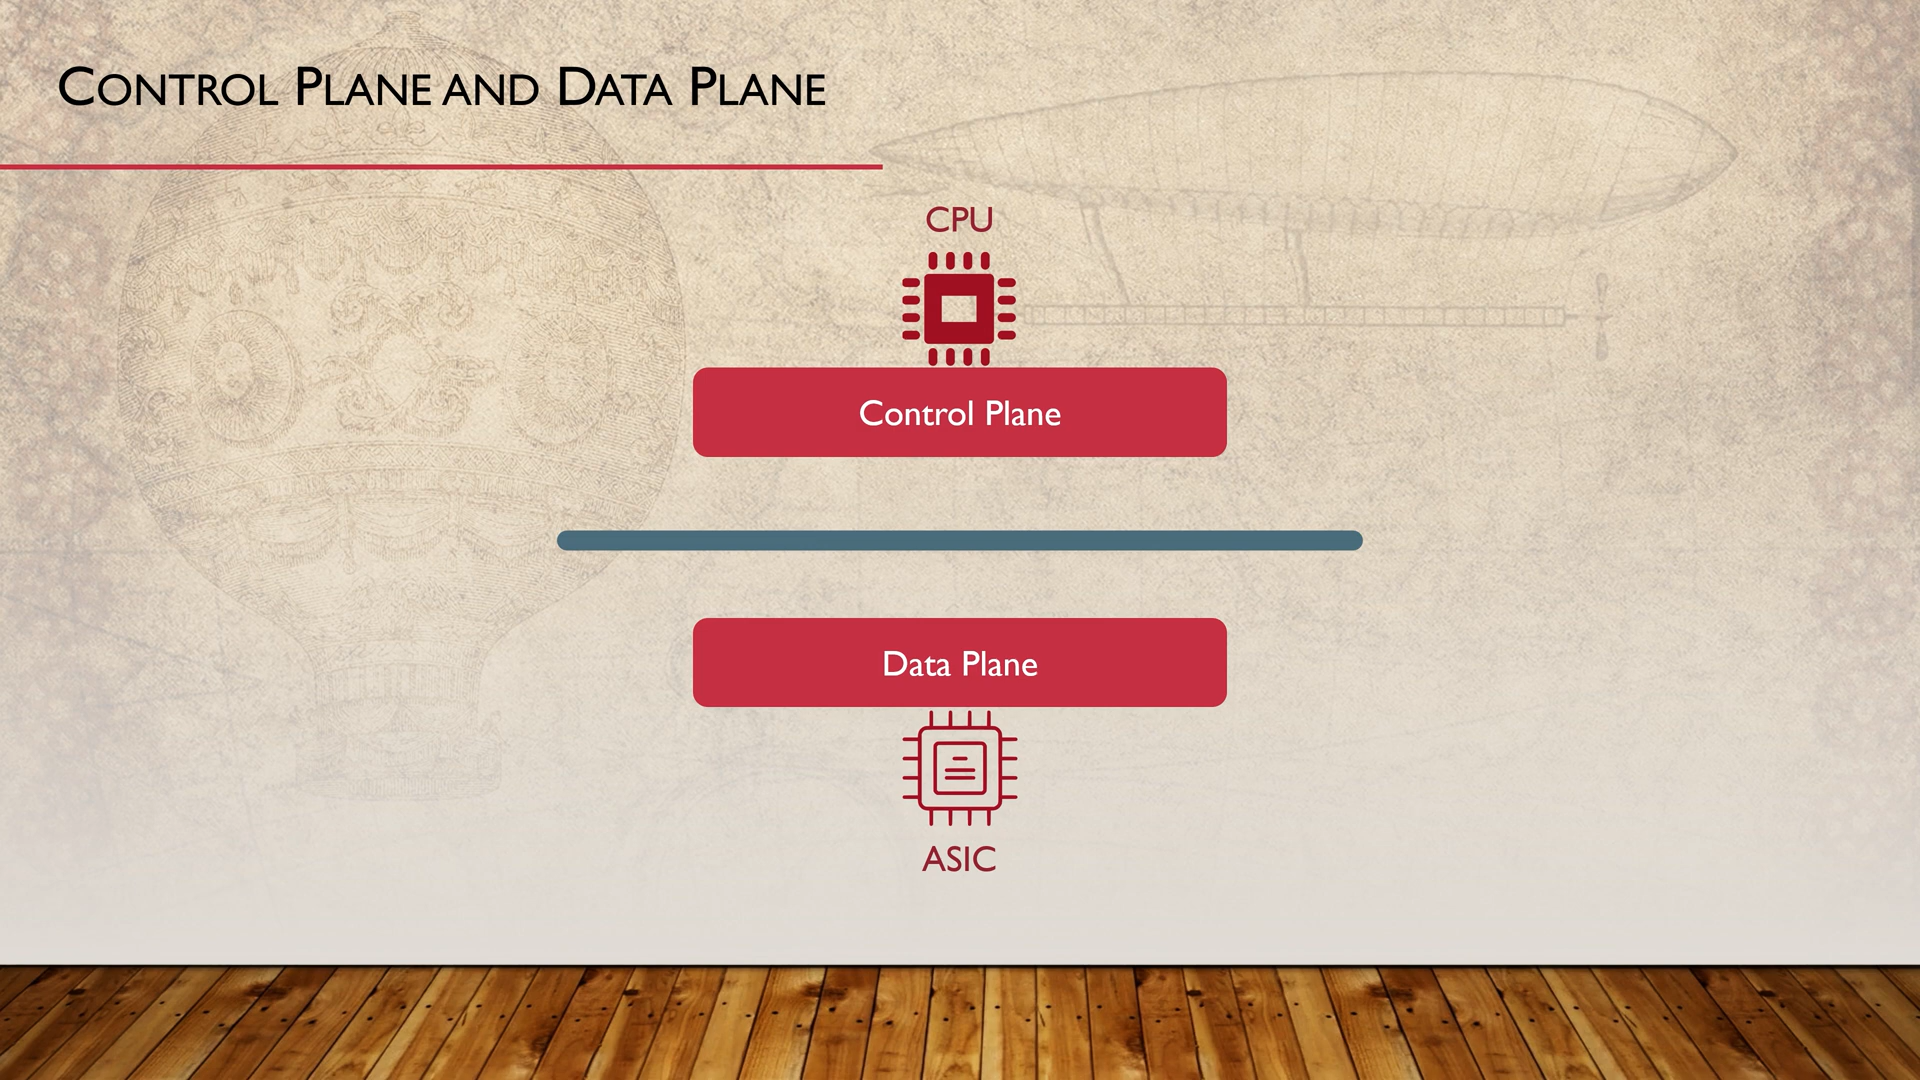 Control Plane and Data Plane
CPU
Control Plane
Data Plane
ASIC